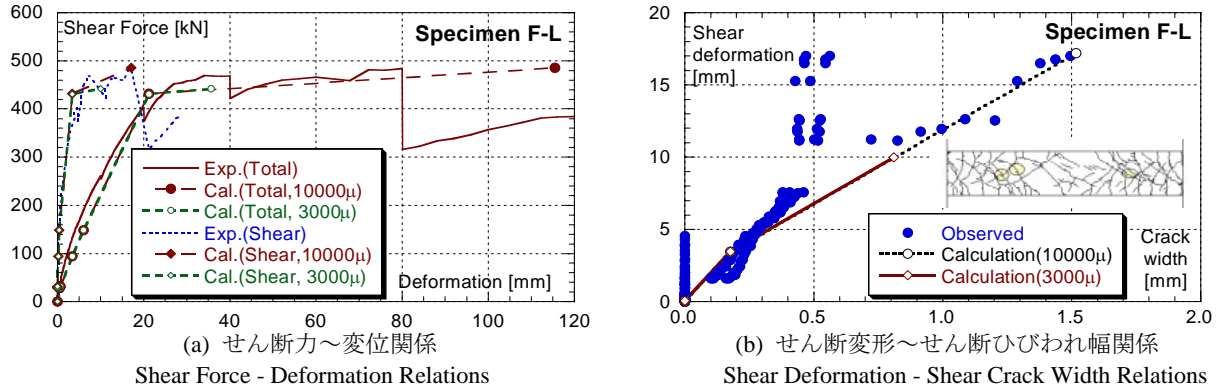 Shear Force [kN]
Specimen F-L
600
500
400
300
200
100
0
Exp.(Total)
Cal.(Total,10000μ)
Cal.(Total, 3000μ)
Exp.(Shear)
Cal.(Shear,10000μ)
Cal.(Shear, 3000μ)
Deformation [mm]
0 20 40 60 80 100 120
(a) せん断力～変位関係
Shear Force - Deformation Relations
Shear
deformation
[mm]
Specimen F-L
20
15
10
5
0
Observed
Calculation(10000μ)
Calculation(3000μ)
Crack
width
[mm]
0.0 0.5 1.0 1.5 2.0
(b) せん断変形～せん断ひびわれ幅関係
Shear Deformation - Shear Crack Width Relations